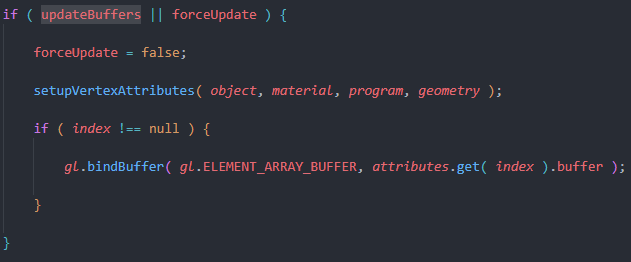 if ( updateBuffers || forceUpdate ) {
forceUpdate = false;
setupVertexAttributes( object, material, program, geometry );
if ( index !== null ) {
gl.bindBuffer( gl.ELEMENT_ARRAY_BUFFER, attributes.get( index ).buffer );
}
}